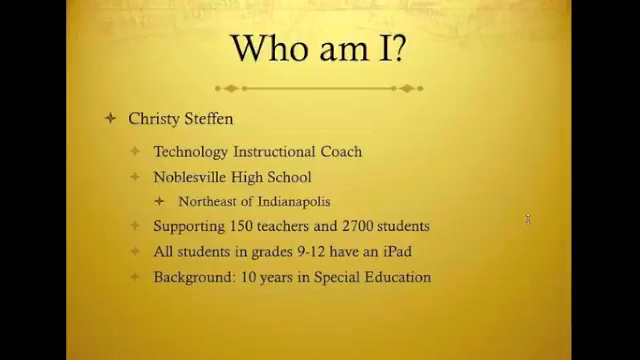 Who am I?
Christy Steffen
Technology Instructional Coach
Noblesville High School
Northeast of Indianapolis
Supporting 150 teachers and 2700 students
All students in grades 9-12 have an iPad
Background: 10 years in Special Education